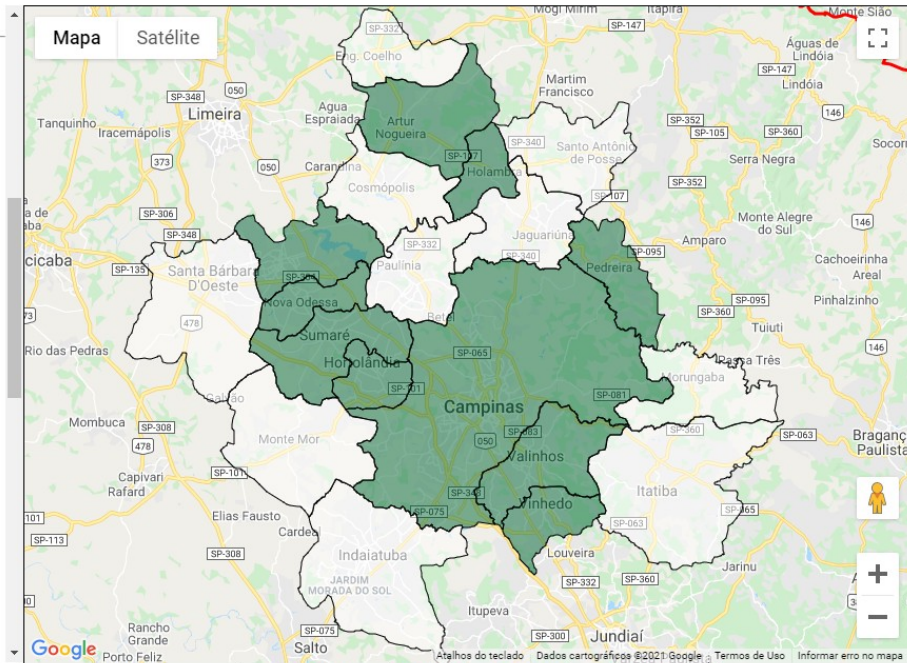 Mapa Satélite
Mogi Mirim
Itapira
Monte Sião
SP-147
SP-332
Eng. Coelho
Águas de
Lindóia
SP-147
Lindóia
Martim
Francisco
050
SP-348
Limeira
Agua
Espraiada
Artur
Nogueira
146
Tanquinho
Iracemápolis
SP-352
SP-105
SP-360
Socorr
SP-340
Santo Antônio
de Posse
SP-107
Holambra
Serra Negra
373
050
Carandina
Cosmópolis
SP-352
SP-107
SP-306
SP-348
Monte Alegre
do Sul
146
SP-332
Jaguariúna
SP-340
Amparo
SP-095
Pedreira
Cachoeirinha
Areal
cicaba
SP-135
Santa Bárbara
D'Oeste
SP-304
Paulínia
Nova Odessa
SP-095
SP-360
Pinhalzinho
Betel
478
Sumaré
Tuiuti
146
Rio das Pedras
Hortolândia
SP-065
Passa Três
Morungaba
SP-101
SP-081
Galvão
Campinas
Mombuca
SP-308
478
Monte Mor
050
SP-083
SP-360
SP-063
Bragança
Paulista
Valinhos
Capivari
Rafard
SP-101
Itatiba
SP-348
Vinhedo
SP-075
SP-065
101
Elias Fausto
SP-063
SP-113
Cardeal
SP-308
Indaiatuba
Louveira
Jarinu
JARDIM
MORADA DO SOL
SP-332
SP-360
Itupeva
Rancho
Grande
SP-075
SP-300
Jundiaí
Salto
Porto Feliz
Google
Atalhos do teclado Dados cartográficos ©2021 Google Termos de Uso Informar erro no mapa